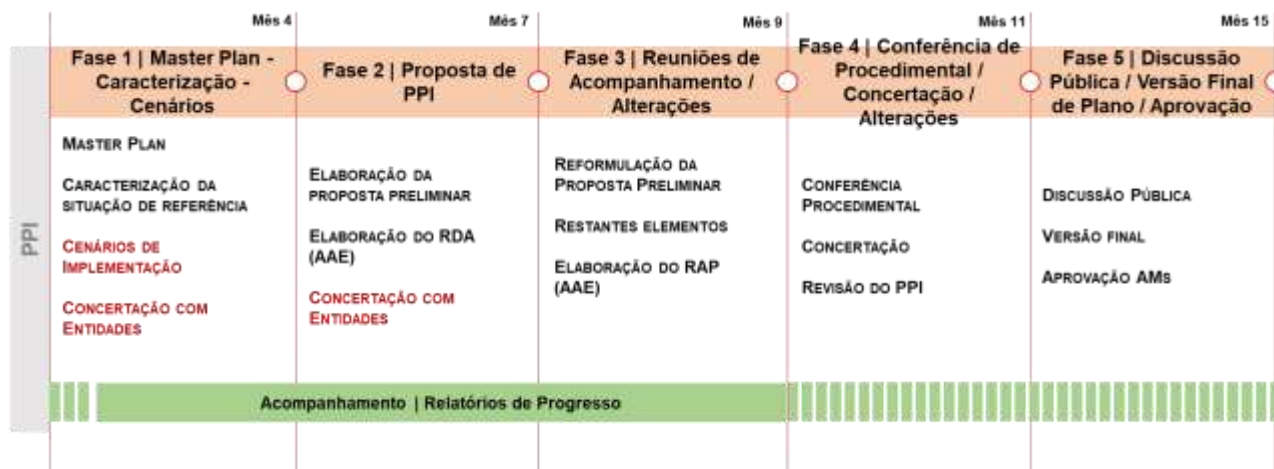 Mês 4
Mês 7
Mês 9
Mês 11
Mês 15
PPI
Fase 1 | Master Plan -
Caracterização -
Cenários
Fase 2 | Proposta de
PPI
Fase 3 | Reuniões de
Acompanhamento /
Alterações
Fase 4 | Conferência de
Procedimental /
Concertação /
Alterações
Fase 5 | Discussão
Pública / Versão Final
de Plano / Aprovação
MASTER PLAN
CARACTERIZAÇÃO DA
SITUAÇÃO DE REFERÊNCIA
CENÁRIOS DE
IMPLEMENTAÇÃO
CONCERTAÇÃO COM
ENTIDADES
ELABORAÇÃO DA
PROPOSTA PRELIMINAR
ELABORAÇÃO DO RDA
(AAE)
CONCERTAÇÃO COM
ENTIDADES
REFORMULAÇÃO DA
PROPOSTA PRELIMINAR
RESTANTES ELEMENTOS
ELABORAÇÃO DO RAP
(AAE)
CONFERÊNCIA
PROCEDIMENTAL
CONCERTAÇÃO
REVISÃO DO PPI
DISCUSSÃO PÚBLICA
VERSÃO FINAL
APROVAÇÃO AMS
Acompanhamento | Relatórios de Progresso